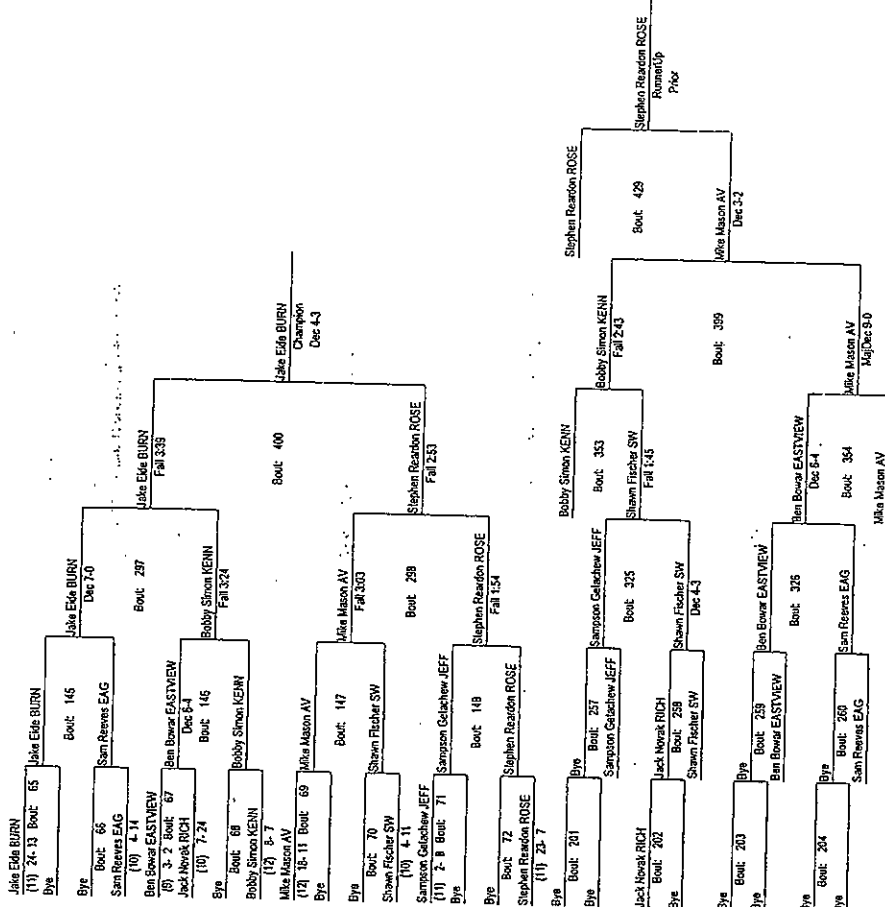 Jake Eide BURN
(11) 24- 13 Bout: 65
Bye
Jake Eide BURN
Bye
Bout: 66
Sam Reeves EAG
(10) 4- 14
Bout: 145
Sam Reeves EAG
Jake Eide BURN
Dec 7-0
Ben Bowar EASTVIEW
(9) 3- 2 Bout: 67
Jack Novak RICH
(10) 7- 24
Ben Bowar EASTVIEW
Dec 6-4
Bout: 146
Bye
Bout: 68
Bobby Simon KENN
(12) 8- 7
Bobby Simon KENN
Bout: 297
Bobby Simon KENN
Fall 3:24
Jake Eide BURN
Fall 3:39
Mike Mason AV
(12) 18- 11 Bout: 69
Bye
Mike Mason AV
Bout: 147
Bye
Bout: 70
Shawn Fischer SW
(10) 4- 11
Shawn Fischer SW
Mike Mason AV
Fall 3:03
Sampson Gelachew JEFF
(11) 2- 8 Bout: 71
Bye
Sampson Gelachew JEFF
Bout: 148
Bye
Bout: 72
Stephen Reardon ROSE
(11) 23- 7
Stephen Reardon ROSE
Bout: 298
Stephen Reardon ROSE
Fall 1:54
Stephen Reardon ROSE
Fall 2:53
Bout: 400
Jake Eide BURN
Champion
Dec 4-3
Bye
Bout: 201
Bye
Bye
Bout: 257
Sampson Gelachew JEFF
Sampson Gelachew JEFF
Jack Novak RICH
Bout: 202
Bye
Jack Novak RICH
Bout: 258
Shawn Fischer SW
Bout: 325
Shawn Fischer SW
Dec 4-3
Bobby Simon KENN
Bout: 353
Shawn Fischer SW
Fall 1:45
Bobby Simon KENN
Fall 2:43
Bye
Bout: 203
Bye
Bye
Bout: 259
Ben Bowar EASTVIEW
Ben Bowar EASTVIEW
Bout: 326
Bye
Bout: 204
Bye
Bye
Bout: 260
Sam Reeves EAG
Sam Reeves EAG
Ben Bowar EASTVIEW
Dec 6-4
Bout: 354
Mike Mason AV
Mike Mason AV
MajDec 9-0
Bout: 399
Mike Mason AV
Dec 3-2
Stephen Reardon ROSE
Bout: 429
Stephen Reardon ROSE
RunnerUp
Prior